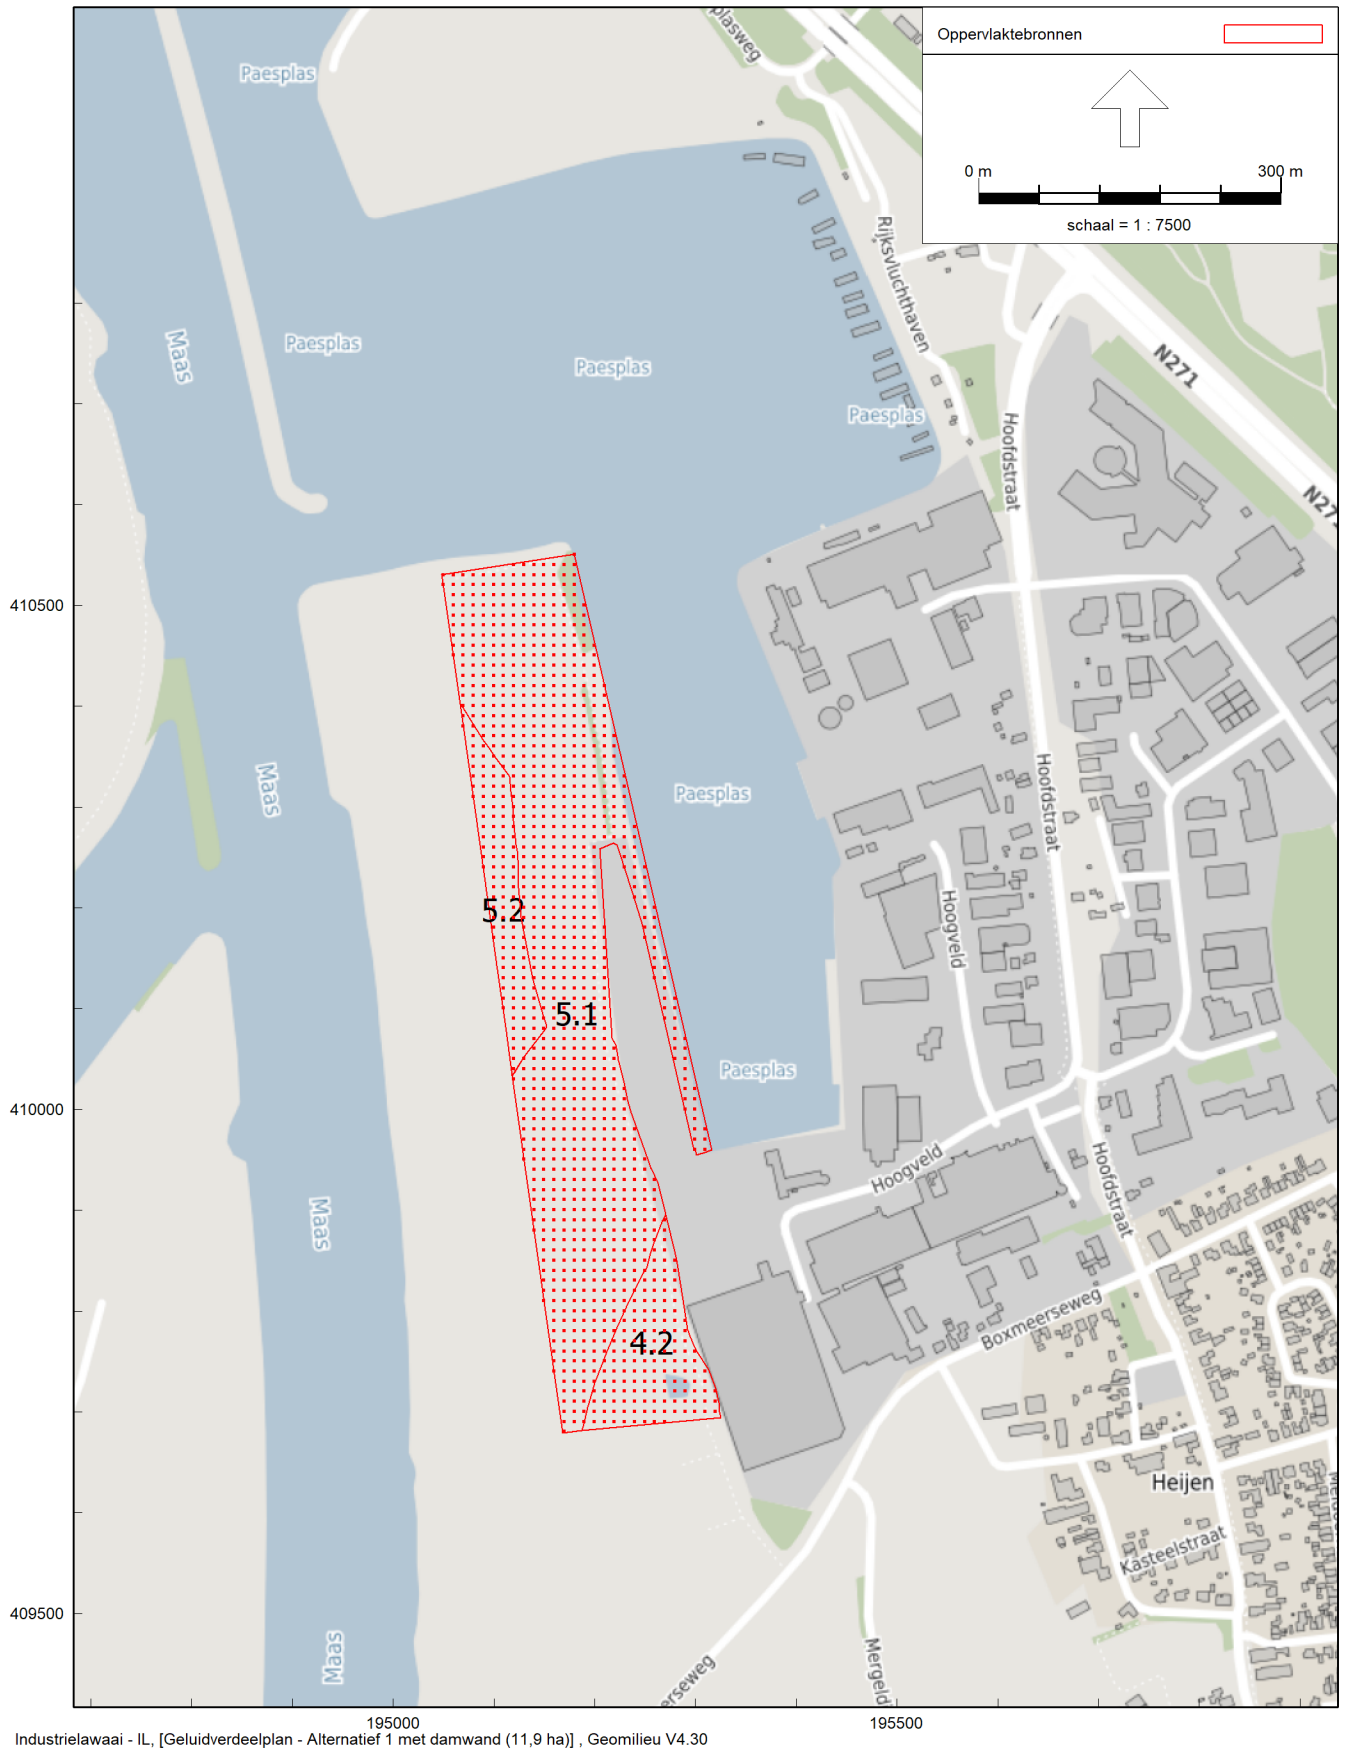 plasweg
Oppervlaktebronnen
0 m
300 m
schaal = 1 : 7500
Paesplas
Rijksvluchthaven
Maas
Paesplas
Paesplas
N271
Paesplas
Hoofdstraat
N271
410500
Maas
Paesplas
Hoofdstraat
5.2
Hoogveld
5.1
Paesplas
410000
Hoogveld
Hoofdstraat
Maas
Boxmeerseweg
4.2
Heijen
Kasteelstraat
409500
Maas
erseweg
Mergeld
195000
195500
Industrielawaai - IL, [Geluidverdeelplan - Alternatief 1 met damwand (11,9 ha)] , Geomilieu V4.30